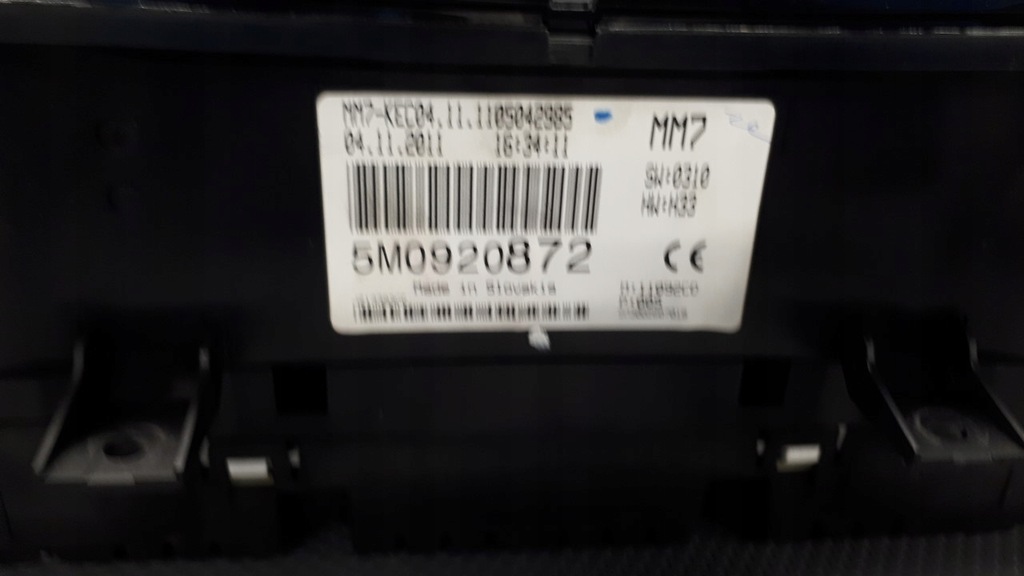 MM7-KEC04.11.1105042985
04.11.2011 16:34:11
MM7
SW:0310
HW:H33
5M0920872
CE
Made in Slovakia